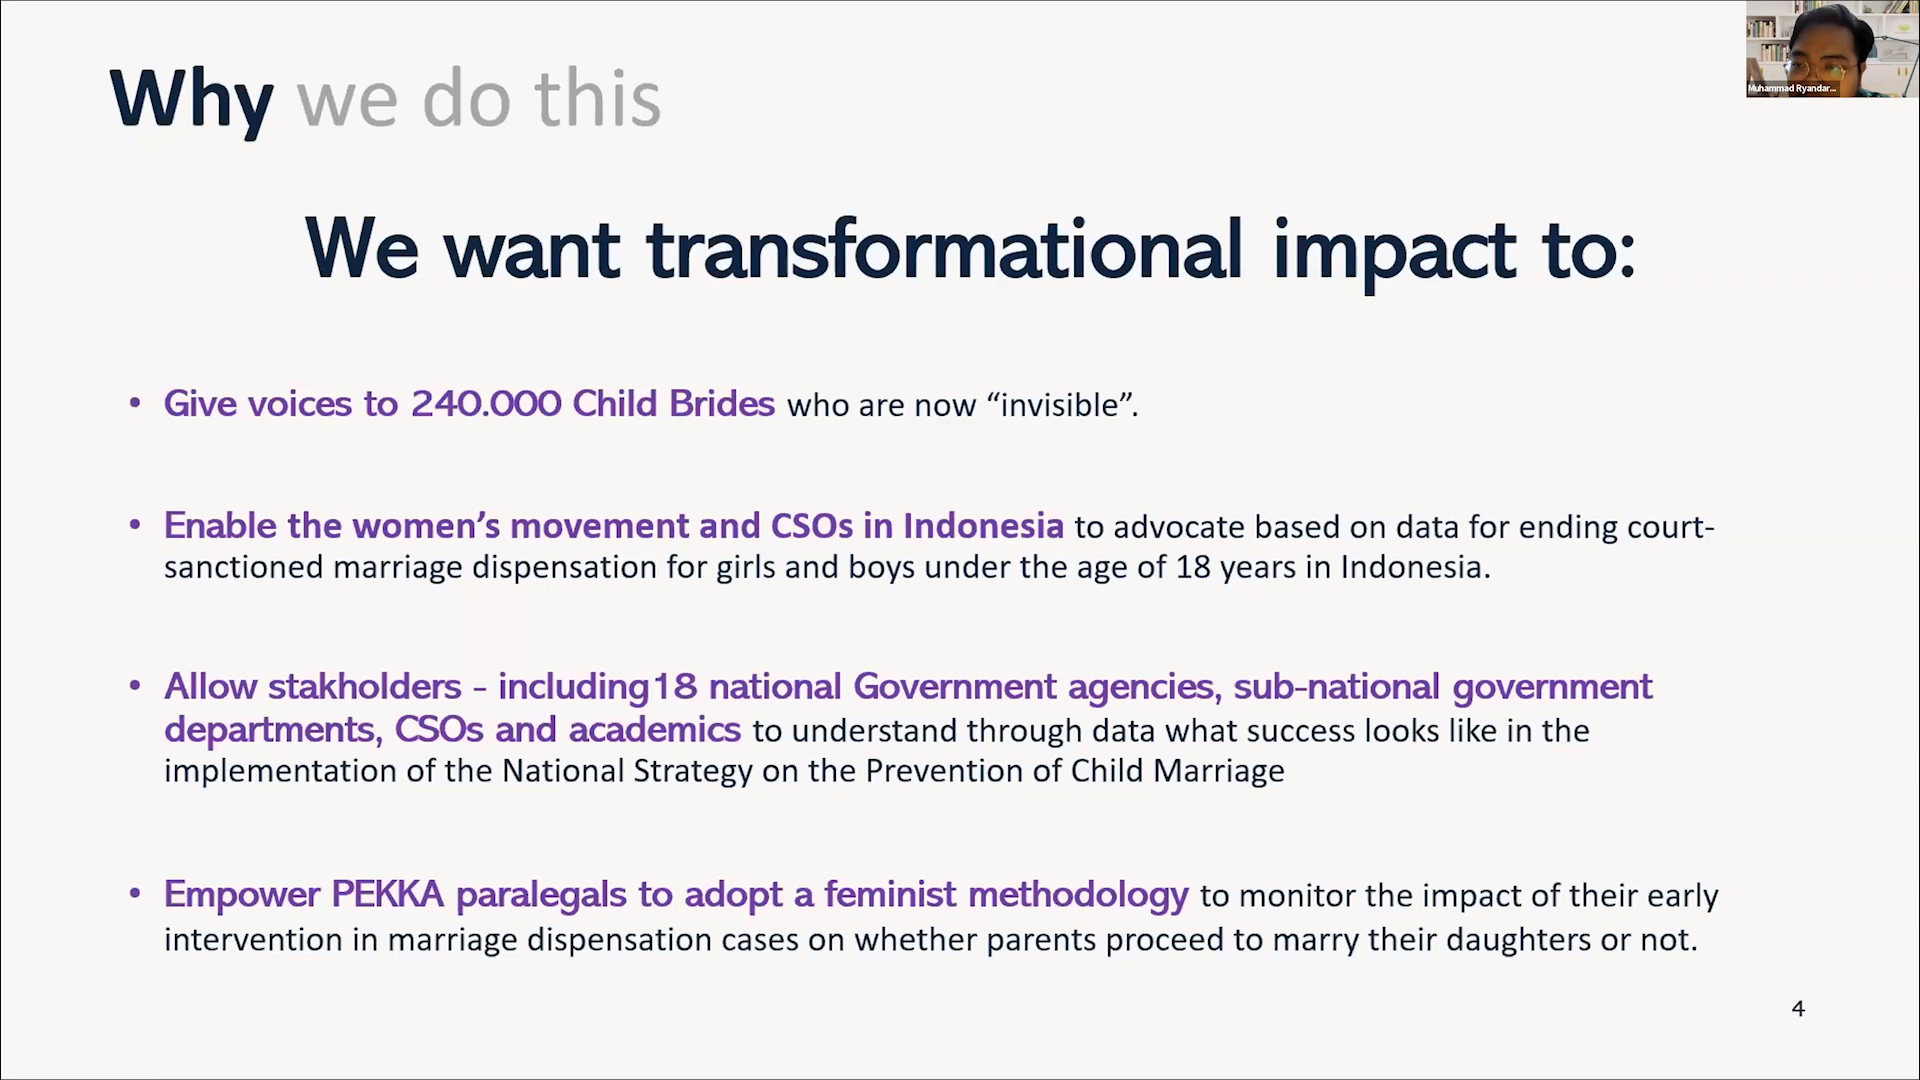 Why we do this
Muhammad Ryandar...
We want transformational impact to:
• Give voices to 240.000 Child Brides who are now “invisible”.
• Enable the women’s movement and CSOs in Indonesia to advocate based on data for ending court-
sanctioned marriage dispensation for girls and boys under the age of 18 years in Indonesia.
• Allow stakholders - including18 national Government agencies, sub-national government
departments, CSOs and academics to understand through data what success looks like in the
implementation of the National Strategy on the Prevention of Child Marriage
• Empower PEKKA paralegals to adopt a feminist methodology to monitor the impact of their early
intervention in marriage dispensation cases on whether parents proceed to marry their daughters or not.
4